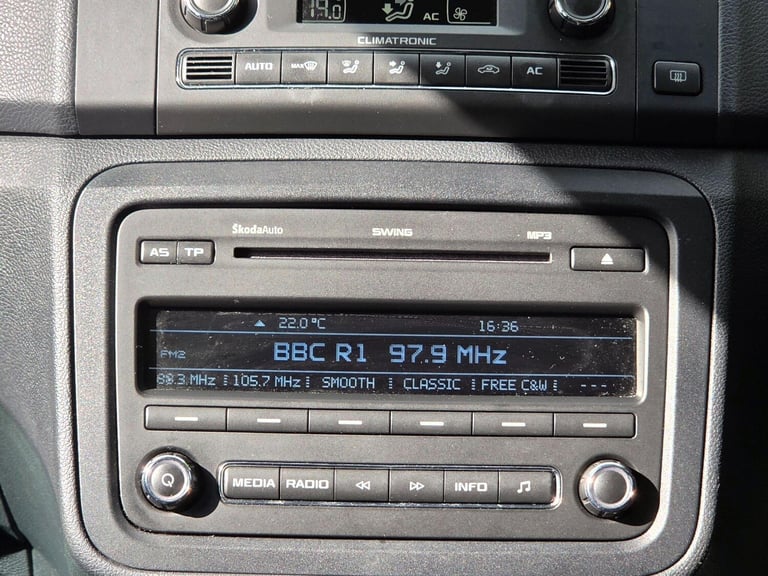 19.0 AC
CLIMATRONIC
AUTO MAX AC
ŠkodaAuto SWING MP3
AS TP
22.0 °C 16:36
FM2 BBC R1 97.9 MHz
89.3 MHz 105.7 MHz SMOOTH CLASSIC FREE C&W ---
MEDIA RADIO INFO